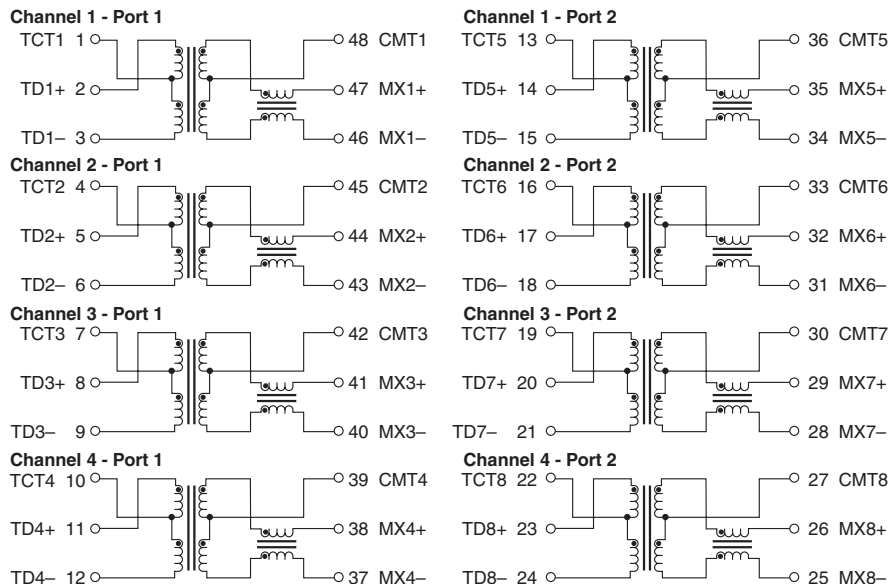 Channel 1 - Port 1
TCT1 1 48 CMT1
TD1+ 2 47 MX1+
TD1– 3 46 MX1–
Channel 2 - Port 1
TCT2 4 45 CMT2
TD2+ 5 44 MX2+
TD2– 6 43 MX2–
Channel 3 - Port 1
TCT3 7 42 CMT3
TD3+ 8 41 MX3+
TD3– 9 40 MX3–
Channel 4 - Port 1
TCT4 10 39 CMT4
TD4+ 11 38 MX4+
TD4– 12 37 MX4–
Channel 1 - Port 2
TCT5 13 36 CMT5
TD5+ 14 35 MX5+
TD5– 15 34 MX5–
Channel 2 - Port 2
TCT6 16 33 CMT6
TD6+ 17 32 MX6+
TD6– 18 31 MX6–
Channel 3 - Port 2
TCT7 19 30 CMT7
TD7+ 20 29 MX7+
TD7– 21 28 MX7–
Channel 4 - Port 2
TCT8 22 27 CMT8
TD8+ 23 26 MX8+
TD8– 24 25 MX8–